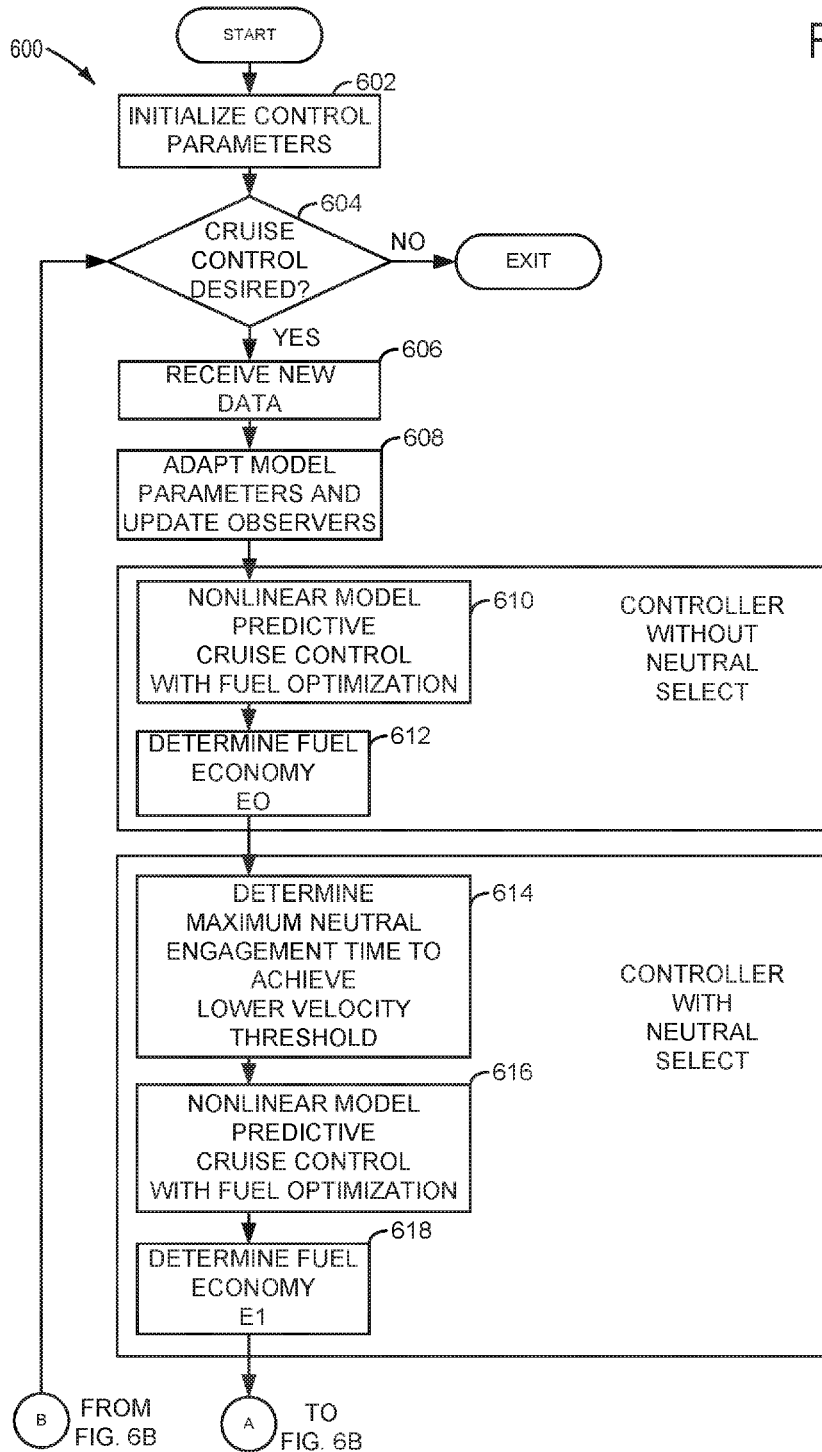 START
F
600
602
INITIALIZE CONTROL
PARAMETERS
604
CRUISE
CONTROL
DESIRED?
NO
EXIT
YES
606
RECEIVE NEW
DATA
608
ADAPT MODEL
PARAMETERS AND
UPDATE OBSERVERS
NONLINEAR MODEL
PREDICTIVE
CRUISE CONTROL
WITH FUEL OPTIMIZATION
610
CONTROLLER
WITHOUT
NEUTRAL
SELECT
612
DETERMINE FUEL
ECONOMY
EO
DETERMINE
MAXIMUM NEUTRAL
ENGAGEMENT TIME TO
ACHIEVE
LOWER VELOCITY
THRESHOLD
614
CONTROLLER
WITH
NEUTRAL
SELECT
616
NONLINEAR MODEL
PREDICTIVE
CRUISE CONTROL
WITH FUEL OPTIMIZATION
618
DETERMINE FUEL
ECONOMY
E1
B
FROM
FIG. 6B
A
TO
FIG. 6B